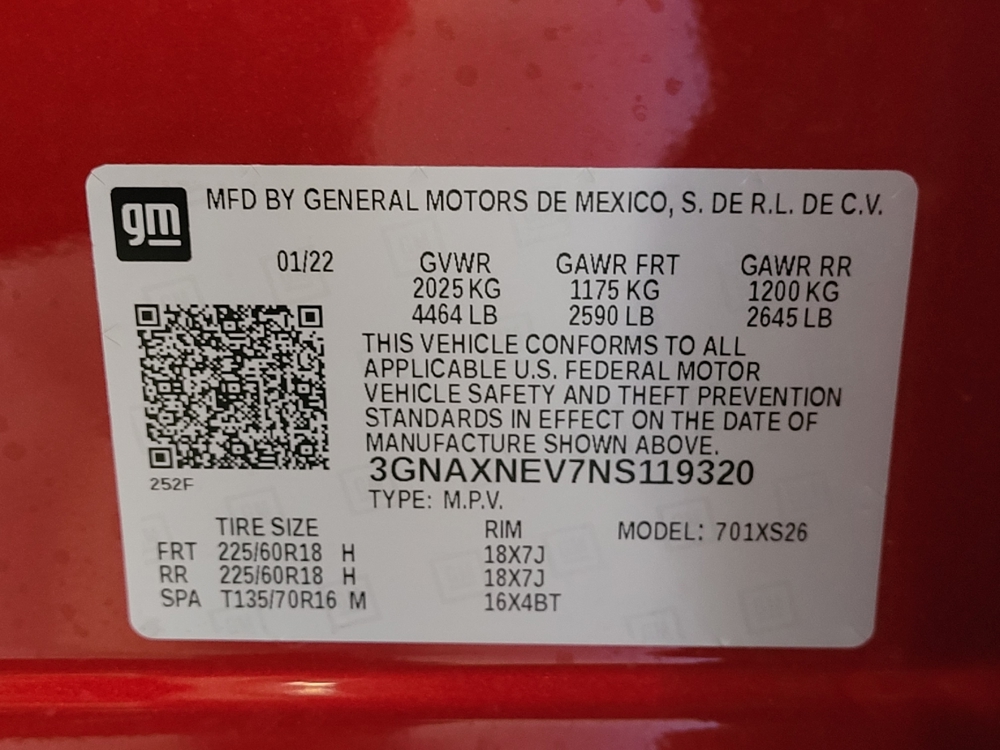 gm
MFD BY GENERAL MOTORS DE MEXICO, S. DE R.L. DE C.V.
01/22 GVWR GAWR FRT GAWR RR
2025 KG 1175 KG 1200 KG
4464 LB 2590 LB 2645 LB
THIS VEHICLE CONFORMS TO ALL
APPLICABLE U.S. FEDERAL MOTOR
VEHICLE SAFETY AND THEFT PREVENTION
STANDARDS IN EFFECT ON THE DATE OF
MANUFACTURE SHOWN ABOVE.
3GNAXNEV7NS119320
252F
TYPE: M.P.V.
TIRE SIZE RIM MODEL: 701XS26
FRT 225/60R18 H 18X7J
RR 225/60R18 H 18X7J
SPA T135/70R16 M 16X4BT